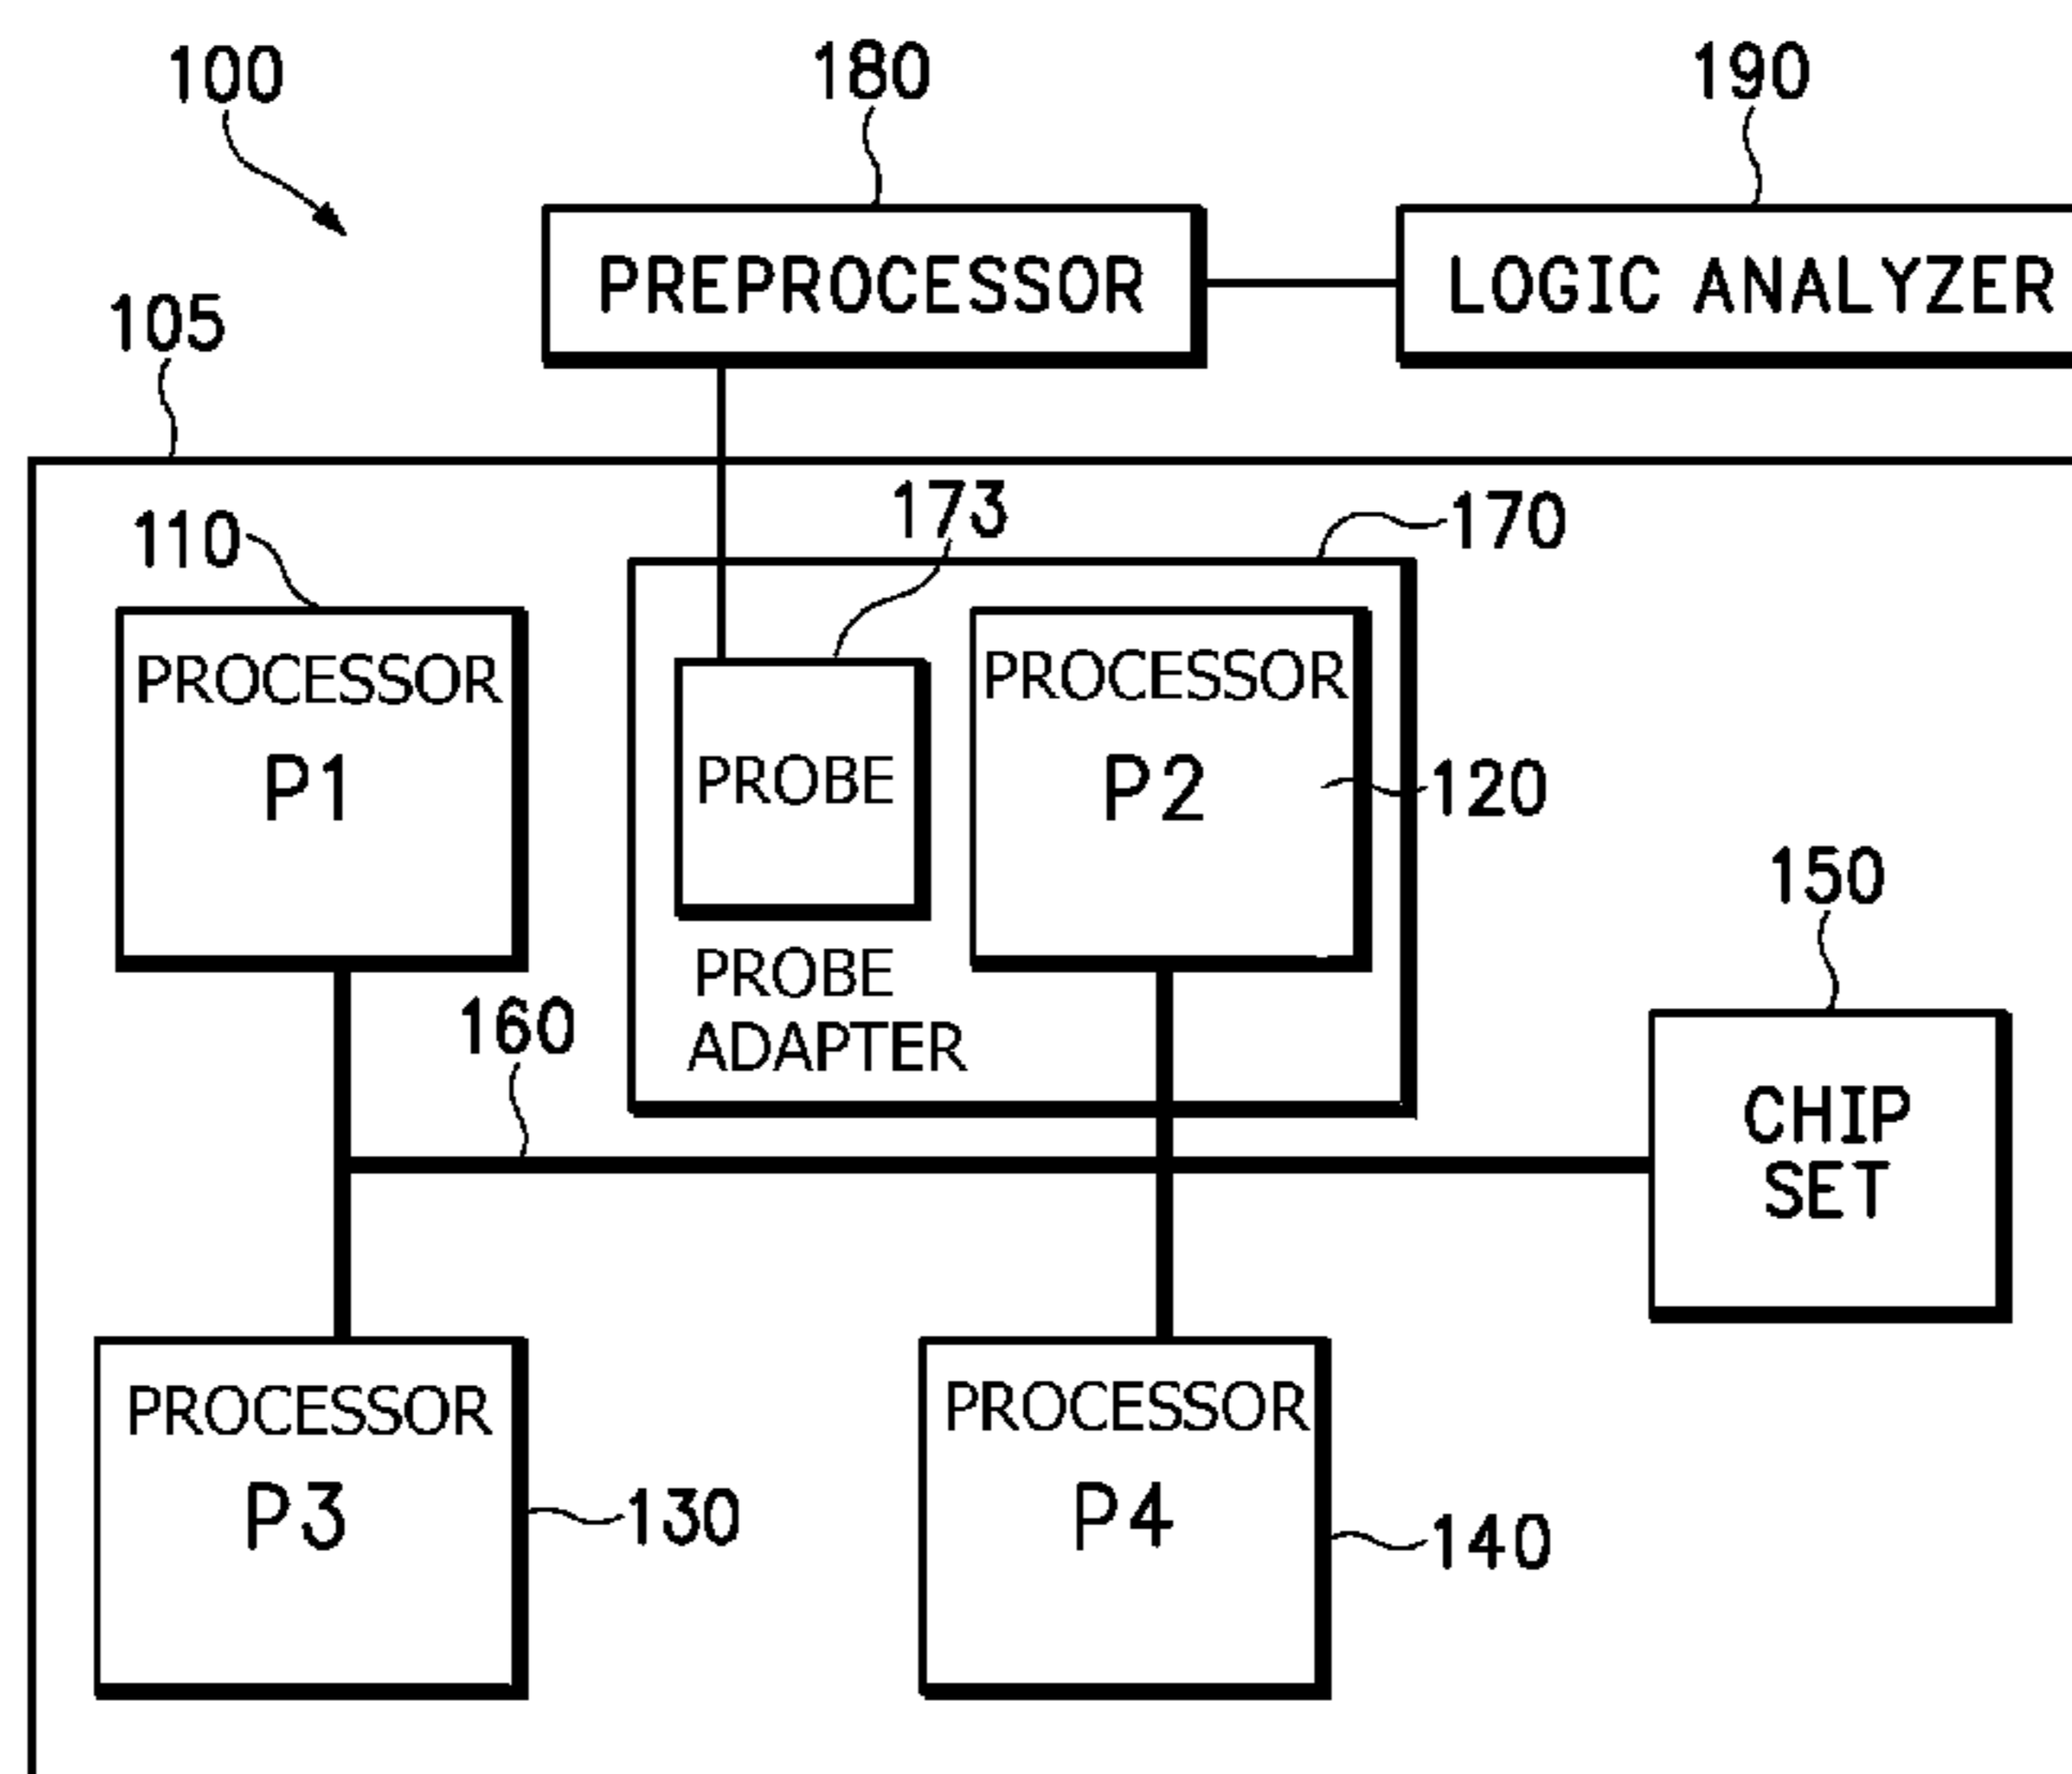 100
180
190
PREPROCESSOR
LOGIC ANALYZER
105
173
170
110
PROCESSOR
P1
PROBE
PROCESSOR
P2
120
PROBE
ADAPTER
150
160
CHIP
SET
PROCESSOR
P3
130
PROCESSOR
P4
140